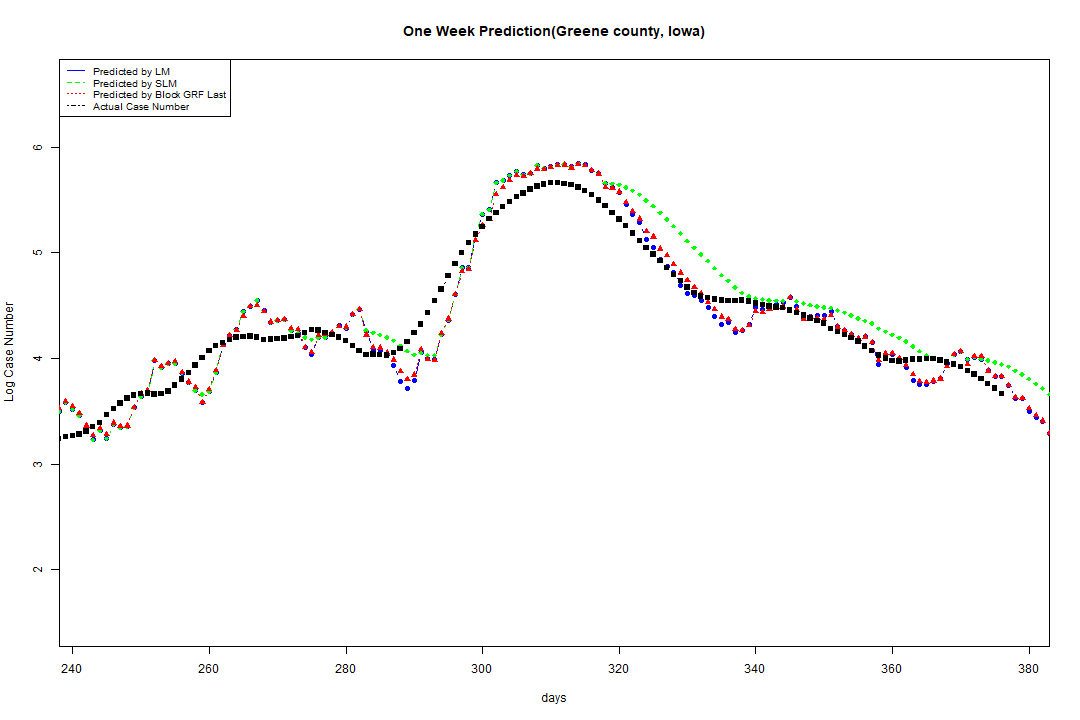 One Week Prediction(Greene county, Iowa)
Predicted by LM
Predicted by SLM
Predicted by Block GRF Last
Actual Case Number
6
5
4
3
2
Log Case Number
240 260 280 300 320 340 360 380
days